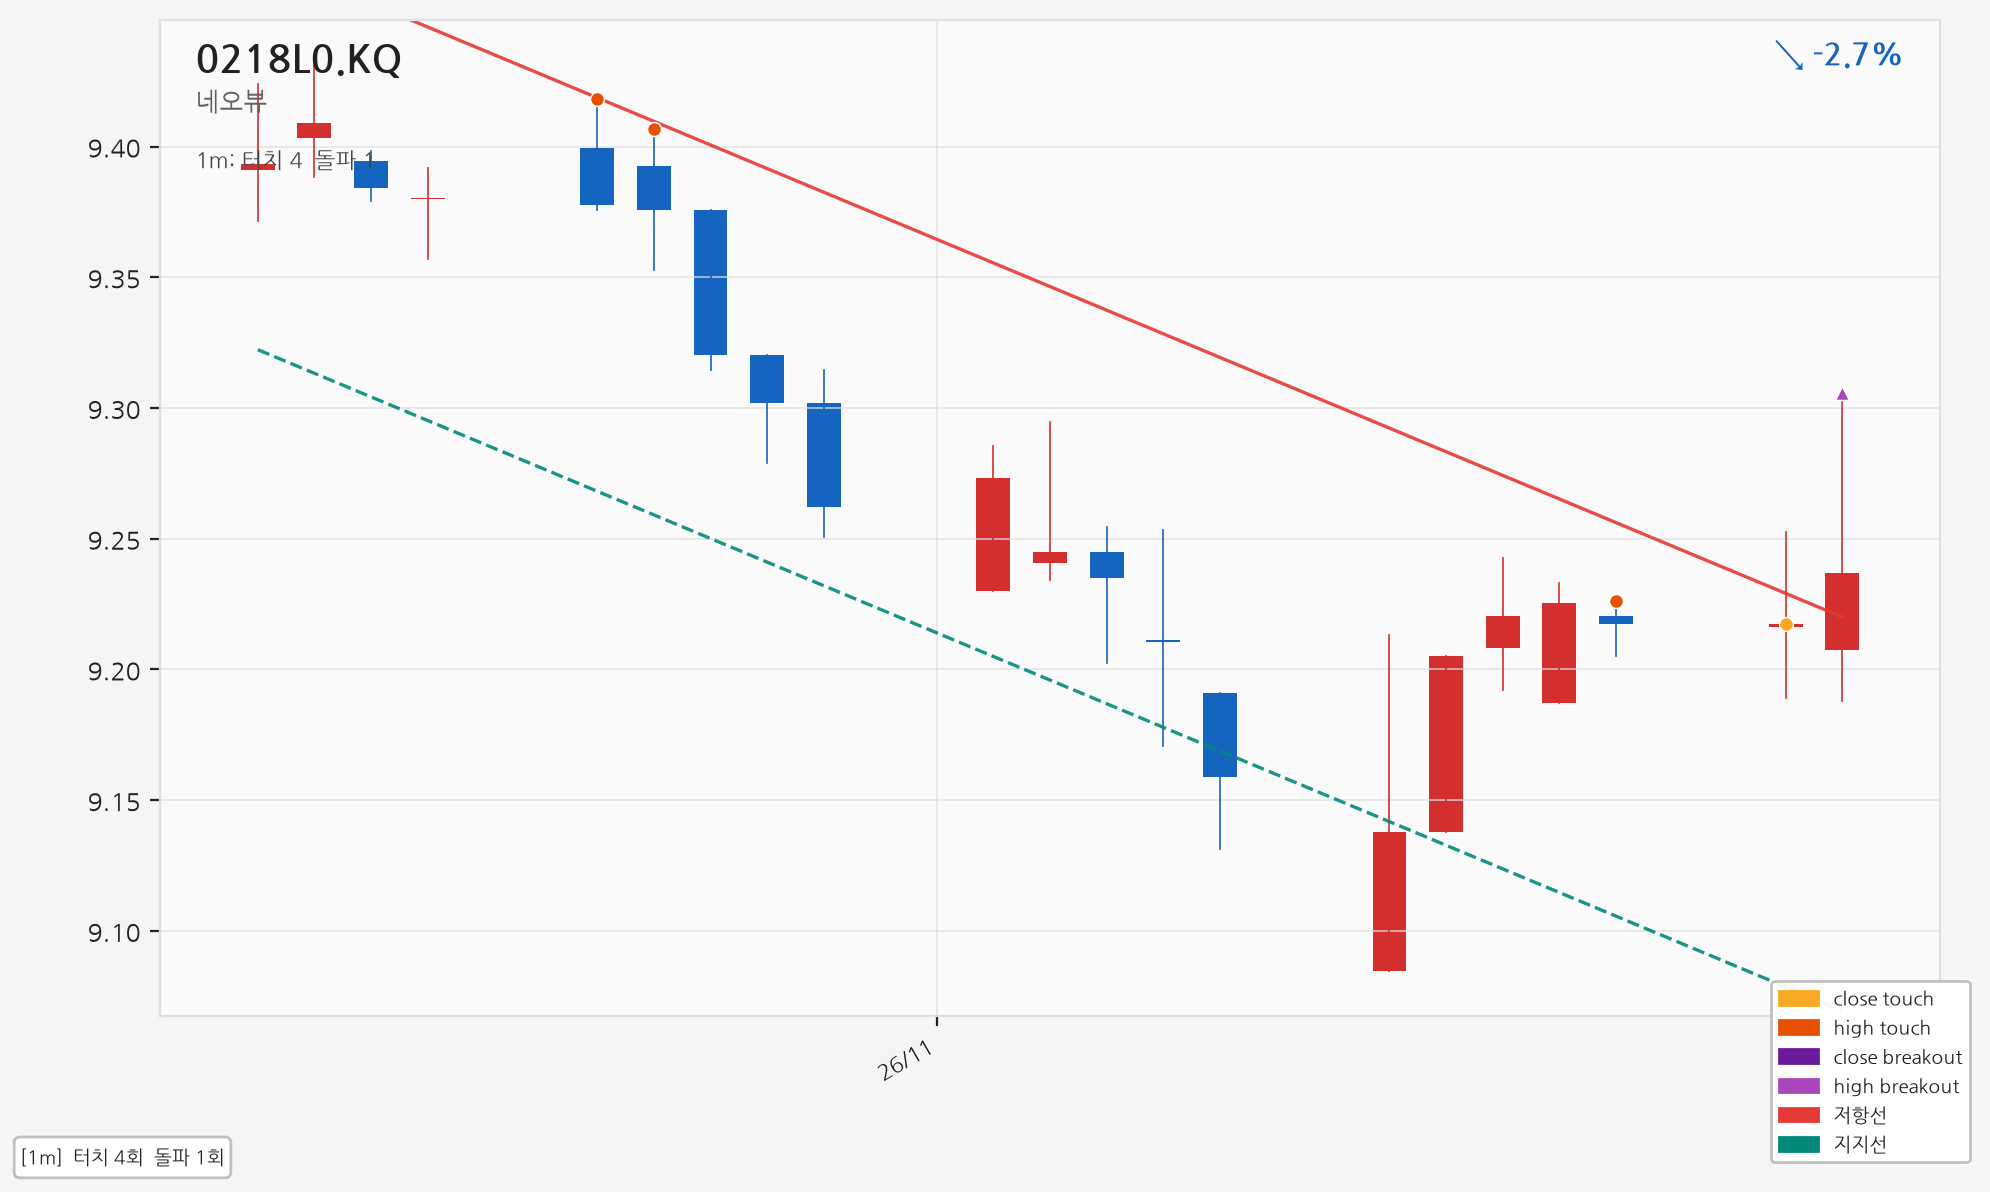 0218L0.KQ
네오뷰
1m: 터치 4 돌파 1
-2.7%
9.40
9.35
9.30
9.25
9.20
9.15
9.10
26/11
close touch
high touch
close breakout
high breakout
저항선
지지선
[1m] 터치 4회 돌파 1회